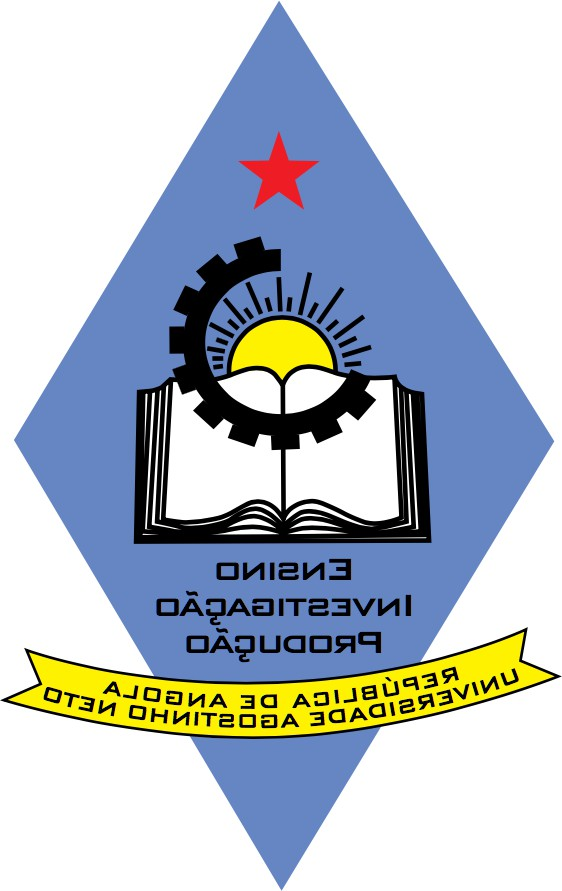 ENSINO
INVESTIGAÇÃO
PRODUÇÃO
REPÚBLICA DE ANGOLA
UNIVERSIDADE AGOSTINHO NETO